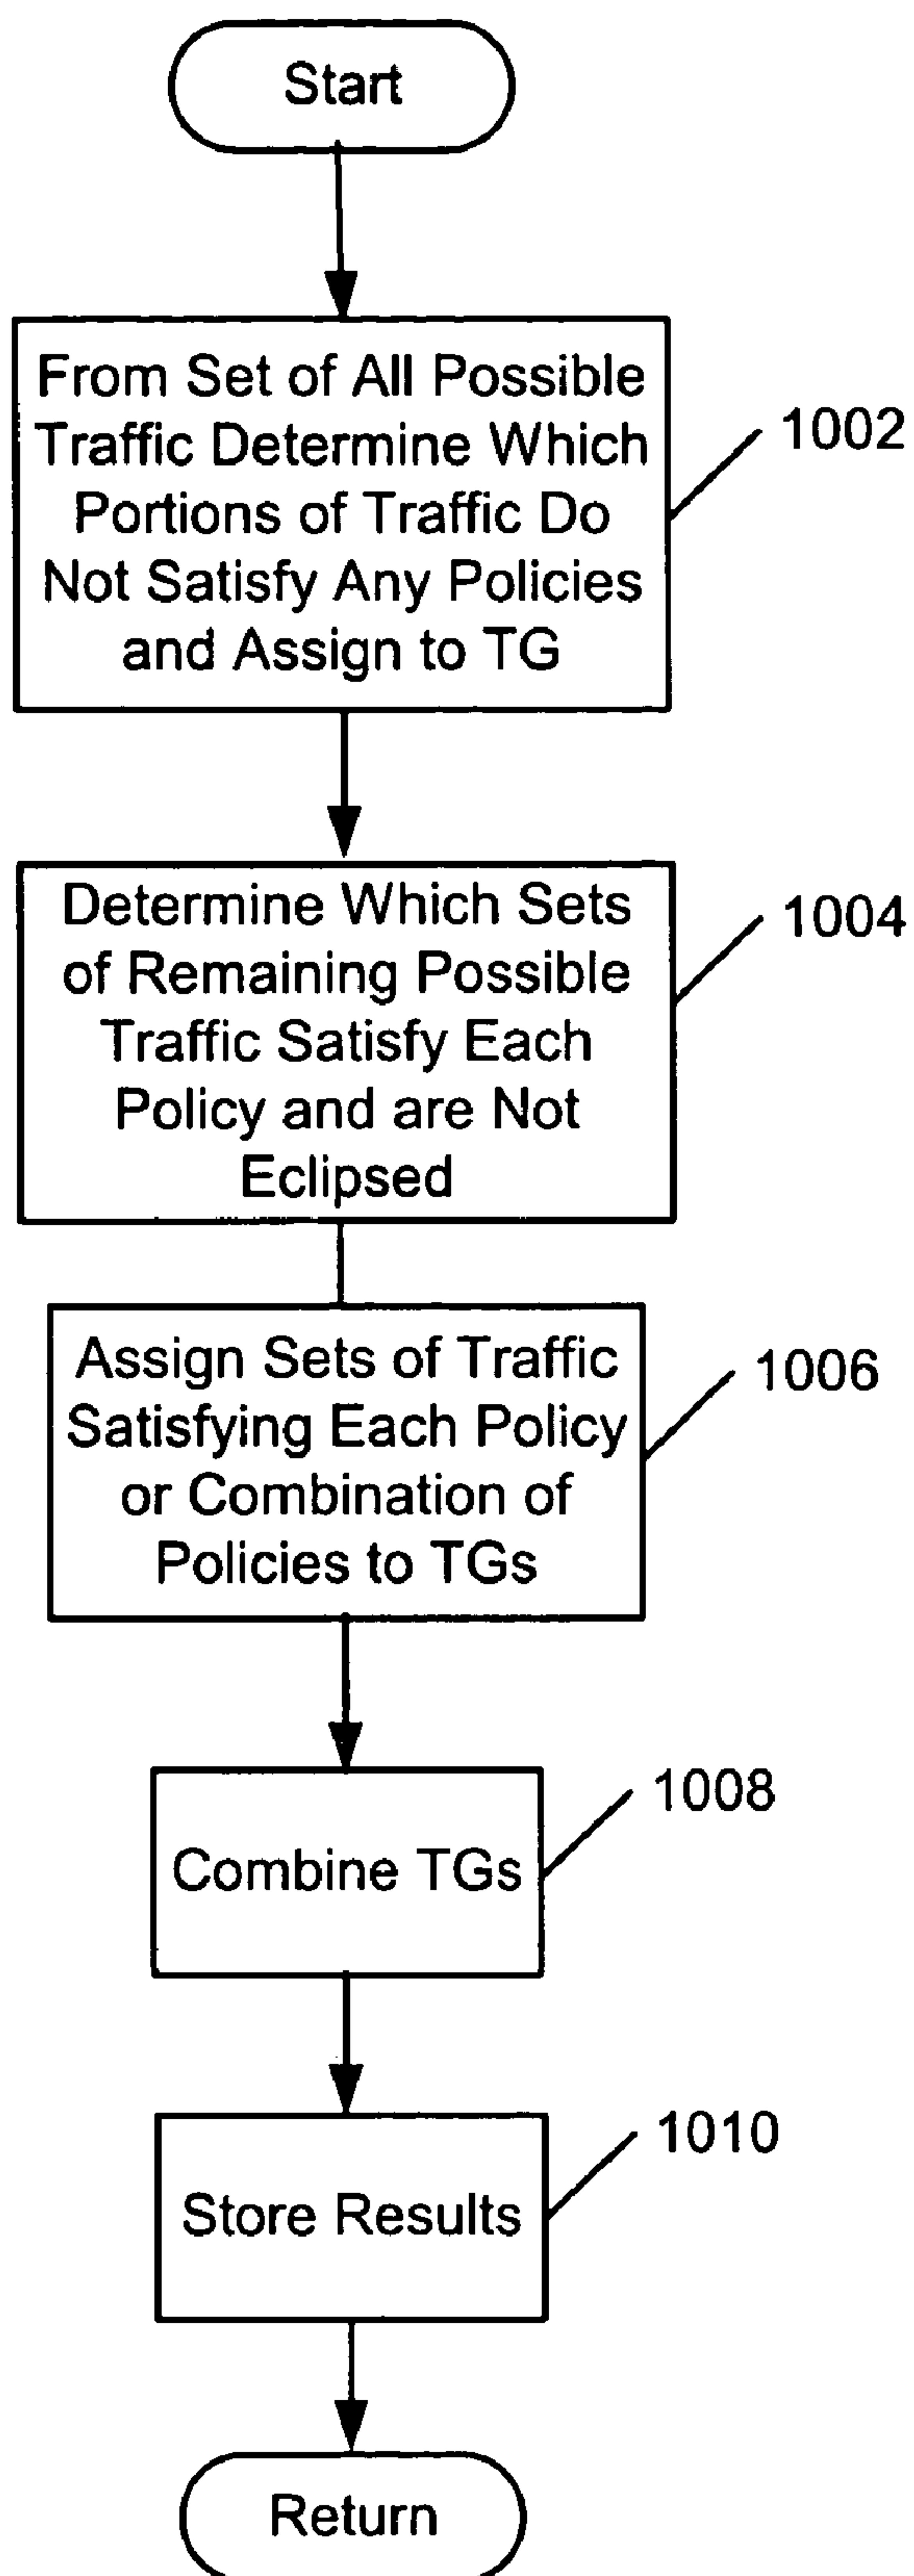 Start
From Set of All Possible
Traffic Determine Which
Portions of Traffic Do
Not Satisfy Any Policies
and Assign to TG
1002
Determine Which Sets
of Remaining Possible
Traffic Satisfy Each
Policy and are Not
Eclipsed
1004
Assign Sets of Traffic
Satisfying Each Policy
or Combination of
Policies to TGs
1006
Combine TGs
1008
Store Results
1010
Return